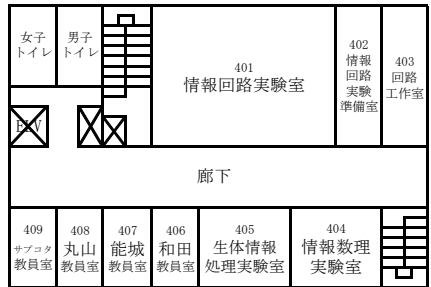 女子
トイレ
男子
トイレ
401
情報回路実験室
402
情報
回路
実験
準備室
403
回路
工作室
ELV
廊下
409
サブコタ
教員室
408
丸山
教員室
407
能城
教員室
406
和田
教員室
405
生体情報
処理実験室
404
情報数理
実験室